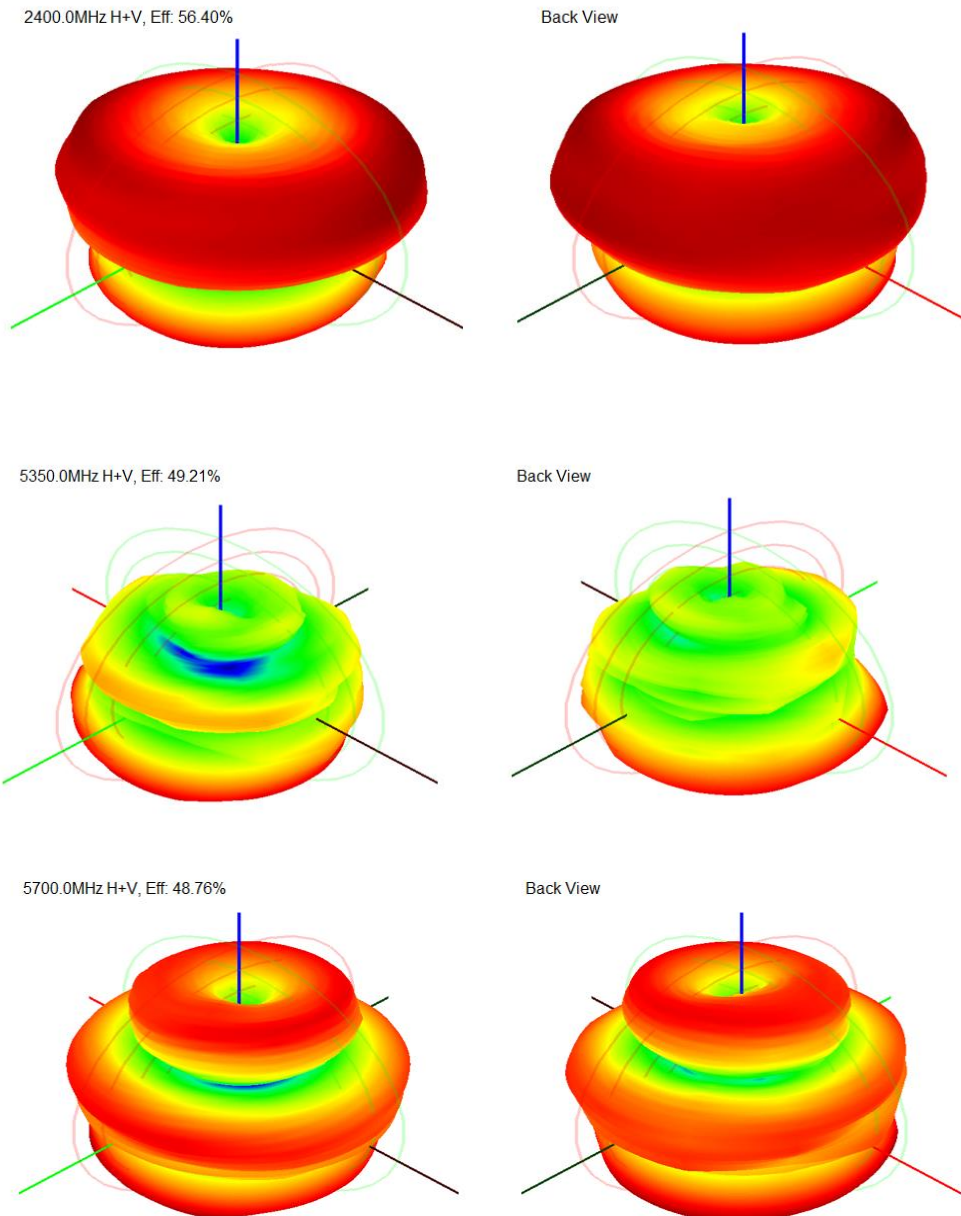 2400.0MHz H+V, Eff: 56.40%
Back View
5350.0MHz H+V, Eff: 49.21%
Back View
5700.0MHz H+V, Eff: 48.76%
Back View